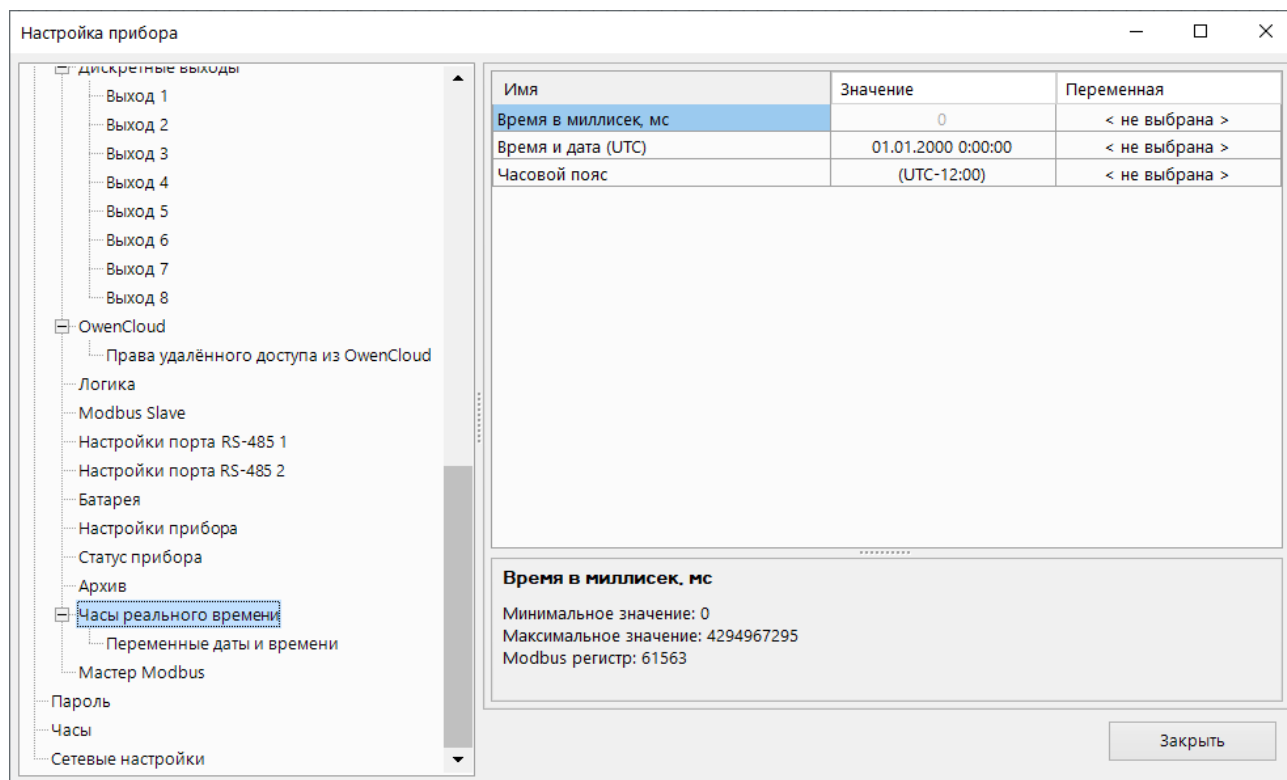 Настройка прибора
Дискретные выходы
Выход 1
Выход 2
Выход 3
Выход 4
Выход 5
Выход 6
Выход 7
Выход 8
OwenCloud
Права удалённого доступа из OwenCloud
Логика
Modbus Slave
Настройки порта RS-485 1
Настройки порта RS-485 2
Батарея
Настройки прибора
Статус прибора
Архив
Часы реального времени
Переменные даты и времени
Мастер Modbus
Пароль
Часы
Сетевые настройки
Имя Значение Переменная
Время в миллисек, мс 0 < не выбрана >
Время и дата (UTC) 01.01.2000 0:00:00 < не выбрана >
Часовой пояс (UTC-12:00) < не выбрана >
Время в миллисек, мс
Минимальное значение: 0
Максимальное значение: 4294967295
Modbus регистр: 61563
Закрыть